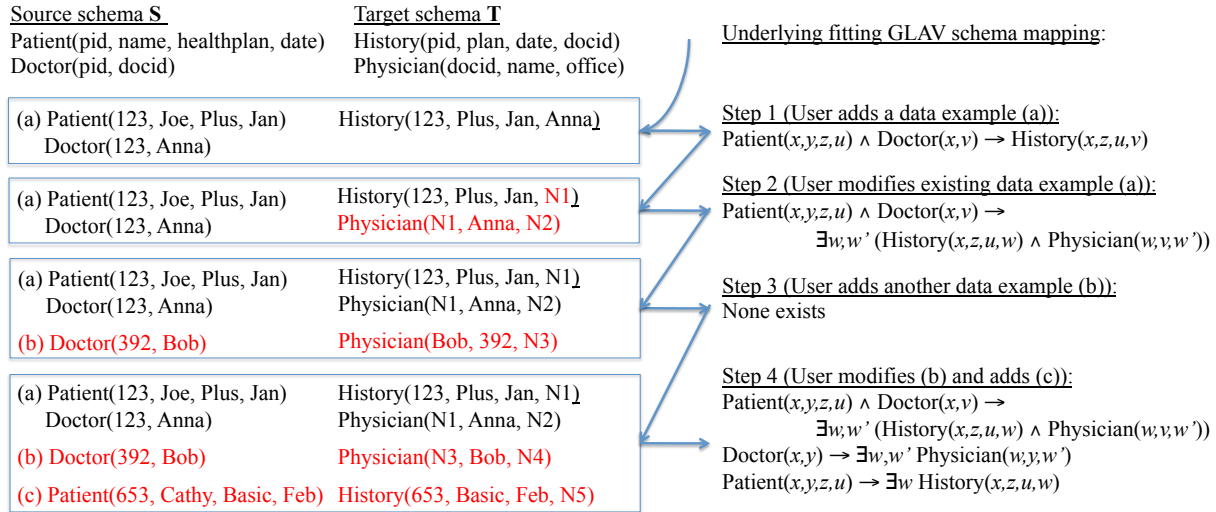 Source schema S
Target schema T
Patient(pid, name, healthplan, date)
History(pid, plan, date, docid)
Doctor(pid, docid)
Physician(docid, name, office)
Underlying fitting GLAV schema mapping:
(a) Patient(123, Joe, Plus, Jan)
History(123, Plus, Jan, Anna)
Doctor(123, Anna)
Step 1 (User adds a data example (a)):
Patient(x,y,z,u) ∧ Doctor(x,v) → History(x,z,u,v)
(a) Patient(123, Joe, Plus, Jan)
History(123, Plus, Jan, N1)
Doctor(123, Anna)
Physician(N1, Anna, N2)
Step 2 (User modifies existing data example (a)):
Patient(x,y,z,u) ∧ Doctor(x,v) →
∃w,w’ (History(x,z,u,w) ∧ Physician(w,v,w’))
(a) Patient(123, Joe, Plus, Jan)
History(123, Plus, Jan, N1)
Doctor(123, Anna)
Physician(N1, Anna, N2)
(b) Doctor(392, Bob)
Physician(Bob, 392, N3)
Step 3 (User adds another data example (b)):
None exists
(a) Patient(123, Joe, Plus, Jan)
History(123, Plus, Jan, N1)
Doctor(123, Anna)
Physician(N1, Anna, N2)
(b) Doctor(392, Bob)
Physician(N3, Bob, N4)
(c) Patient(653, Cathy, Basic, Feb)
History(653, Basic, Feb, N5)
Step 4 (User modifies (b) and adds (c)):
Patient(x,y,z,u) ∧ Doctor(x,v) →
∃w,w’ (History(x,z,u,w) ∧ Physician(w,v,w’))
Doctor(x,y) → ∃w,w’ Physician(w,y,w’)
Patient(x,y,z,u) → ∃w History(x,z,u,w)